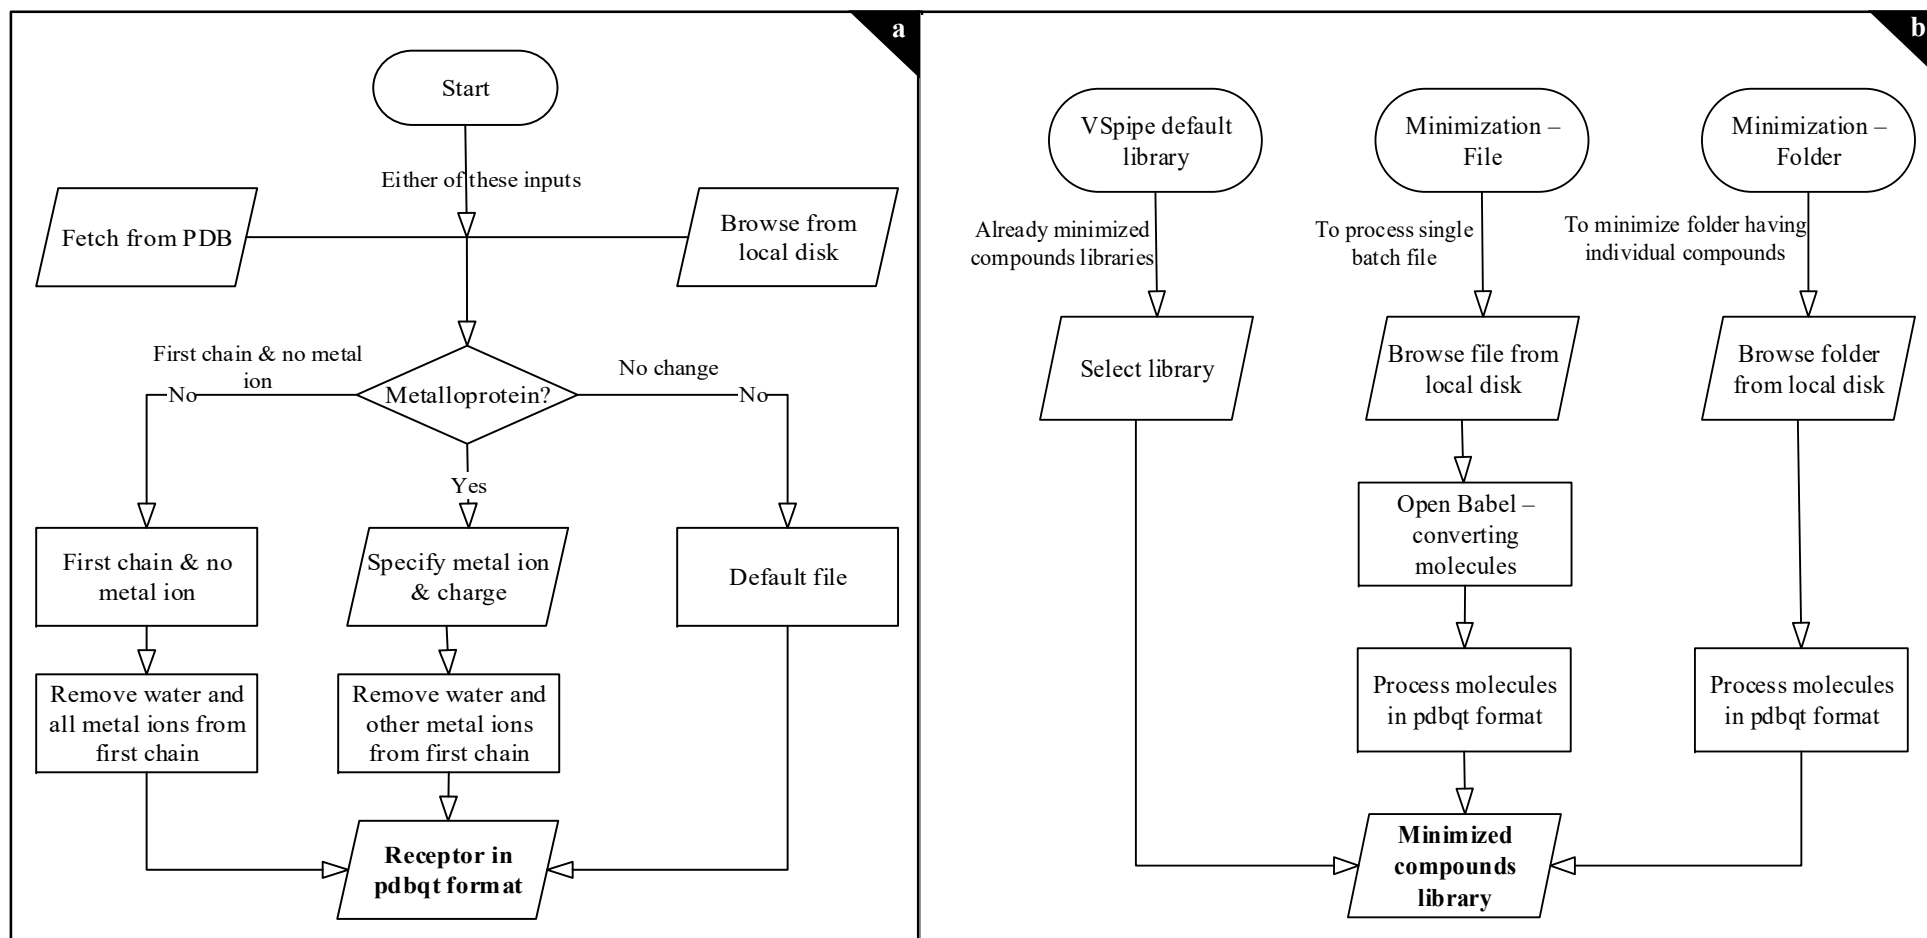 a
Start
Either of these inputs
Fetch from PDB
Browse from
local disk
First chain & no metal
ion
No change
No
Metalloprotein?
No
Yes
First chain & no
metal ion
Specify metal ion
& charge
Default file
Remove water and
all metal ions from
first chain
Remove water and
other metal ions
from first chain
Receptor in
pdbqt format
b
VSpipe default
library
Minimization –
File
Minimization –
Folder
Already minimized
compounds libraries
To process single
batch file
To minimize folder having
individual compounds
Select library
Browse file from
local disk
Browse folder
from local disk
Open Babel –
converting
molecules
Process molecules
in pdbqt format
Process molecules
in pdbqt format
Minimized
compounds
library